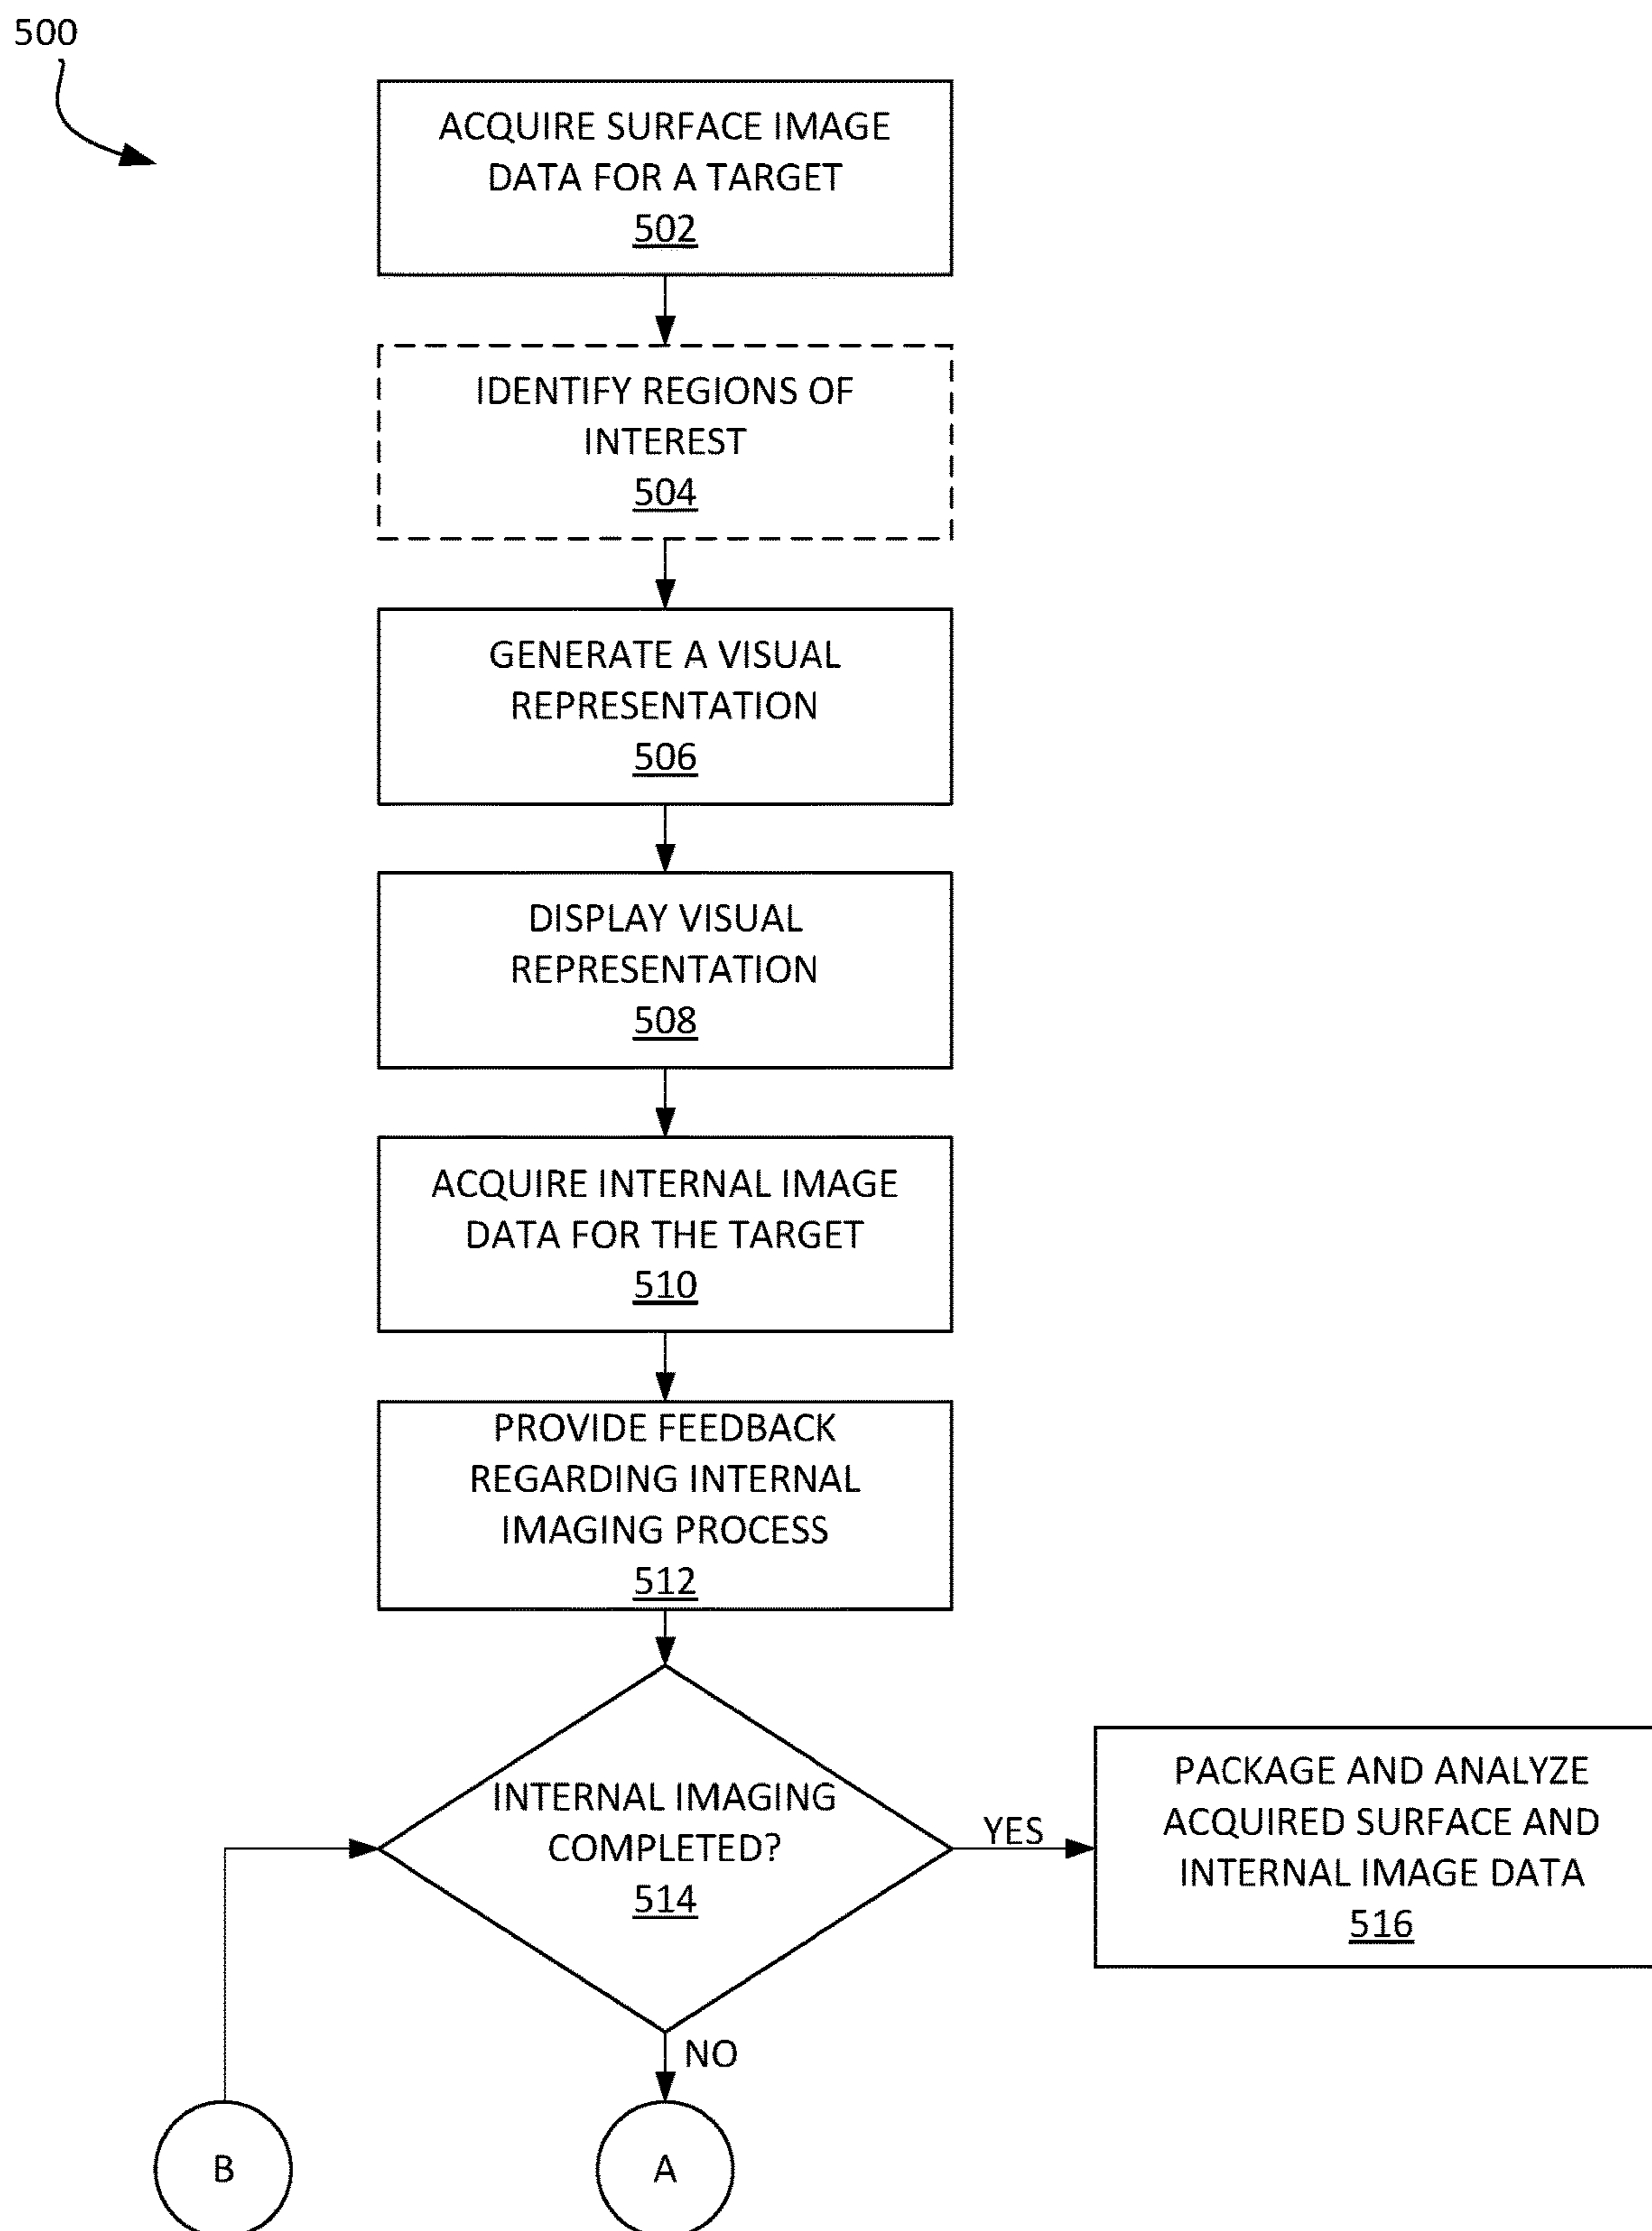 500
ACQUIRE SURFACE IMAGE
DATA FOR A TARGET
502
IDENTIFY REGIONS OF
INTEREST
504
GENERATE A VISUAL
REPRESENTATION
506
DISPLAY VISUAL
REPRESENTATION
508
ACQUIRE INTERNAL IMAGE
DATA FOR THE TARGET
510
PROVIDE FEEDBACK
REGARDING INTERNAL
IMAGING PROCESS
512
INTERNAL IMAGING
COMPLETED?
514
YES
PACKAGE AND ANALYZE
ACQUIRED SURFACE AND
INTERNAL IMAGE DATA
516
NO
B
A